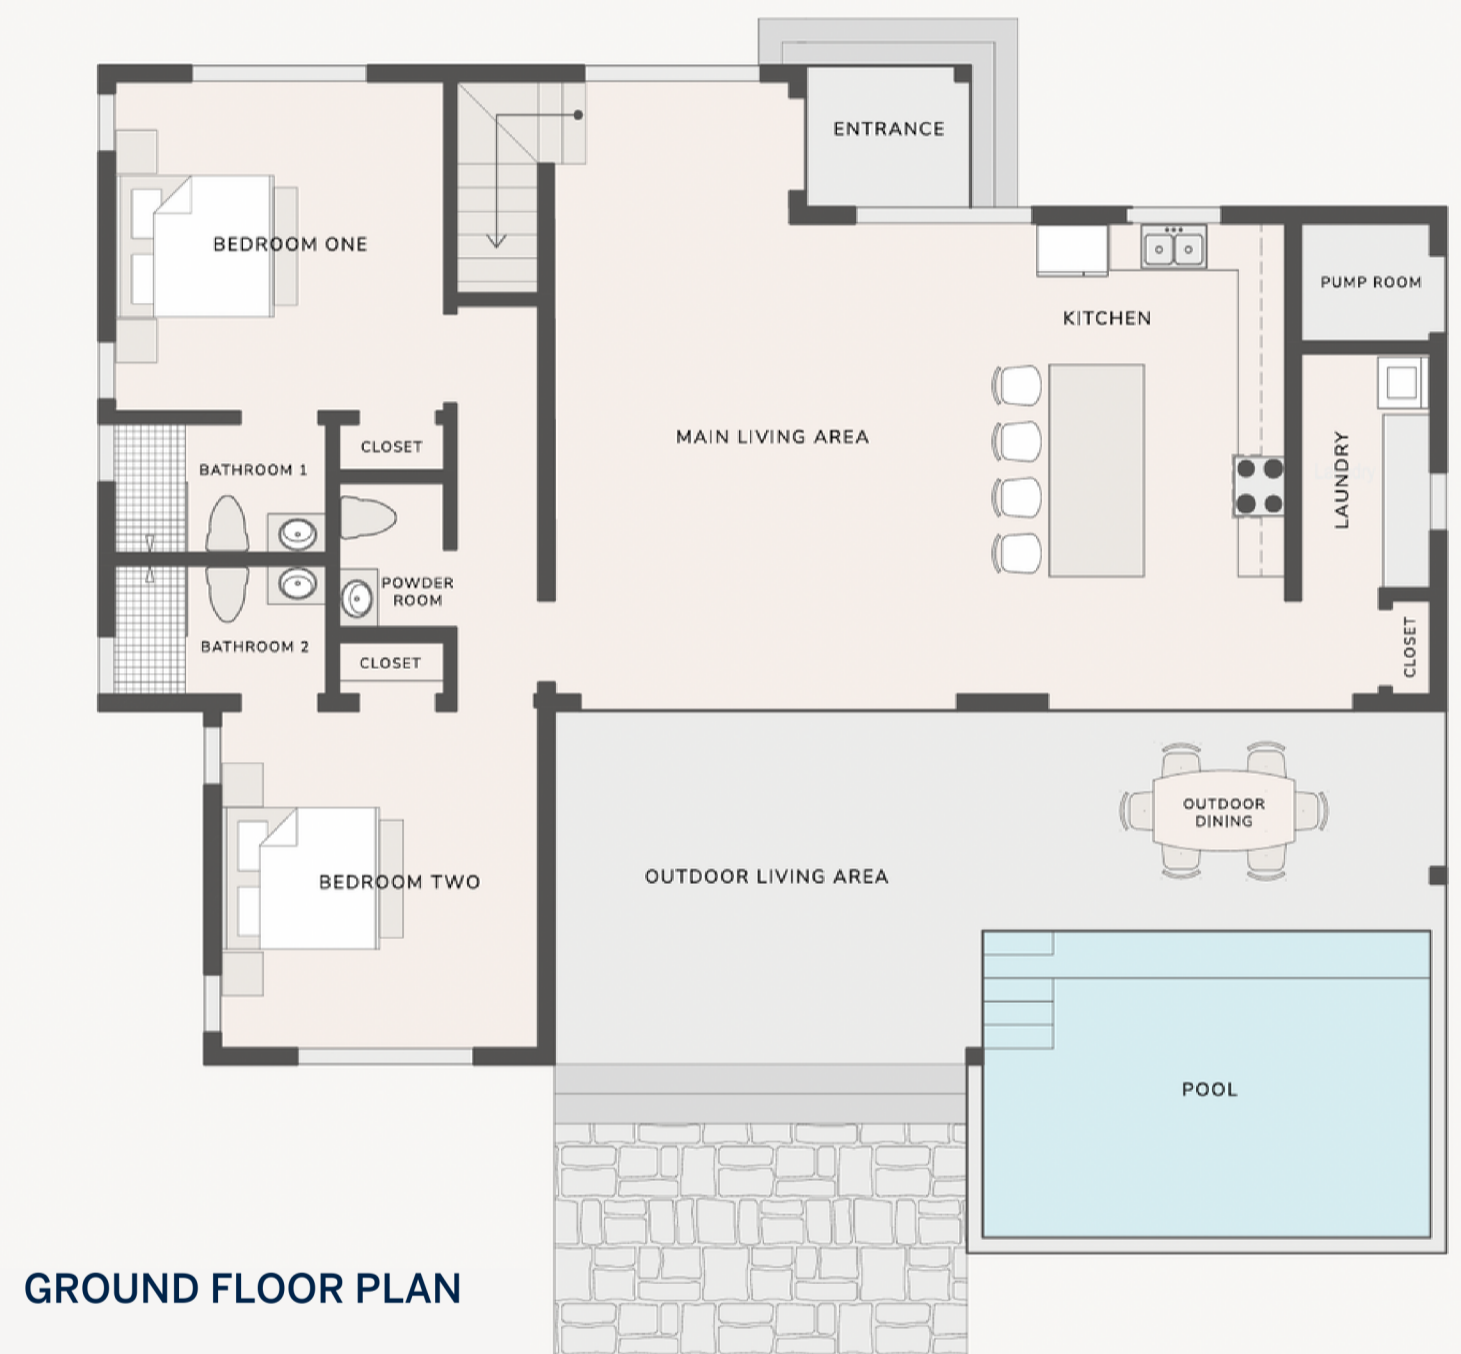 ENTRANCE
BEDROOM ONE
PUMP ROOM
KITCHEN
MAIN LIVING AREA
CLOSET
BATHROOM 1
LAUNDRY
POWDER
ROOM
BATHROOM 2
CLOSET
CLOSET
OUTDOOR
DINING
OUTDOOR LIVING AREA
BEDROOM TWO
POOL
GROUND FLOOR PLAN